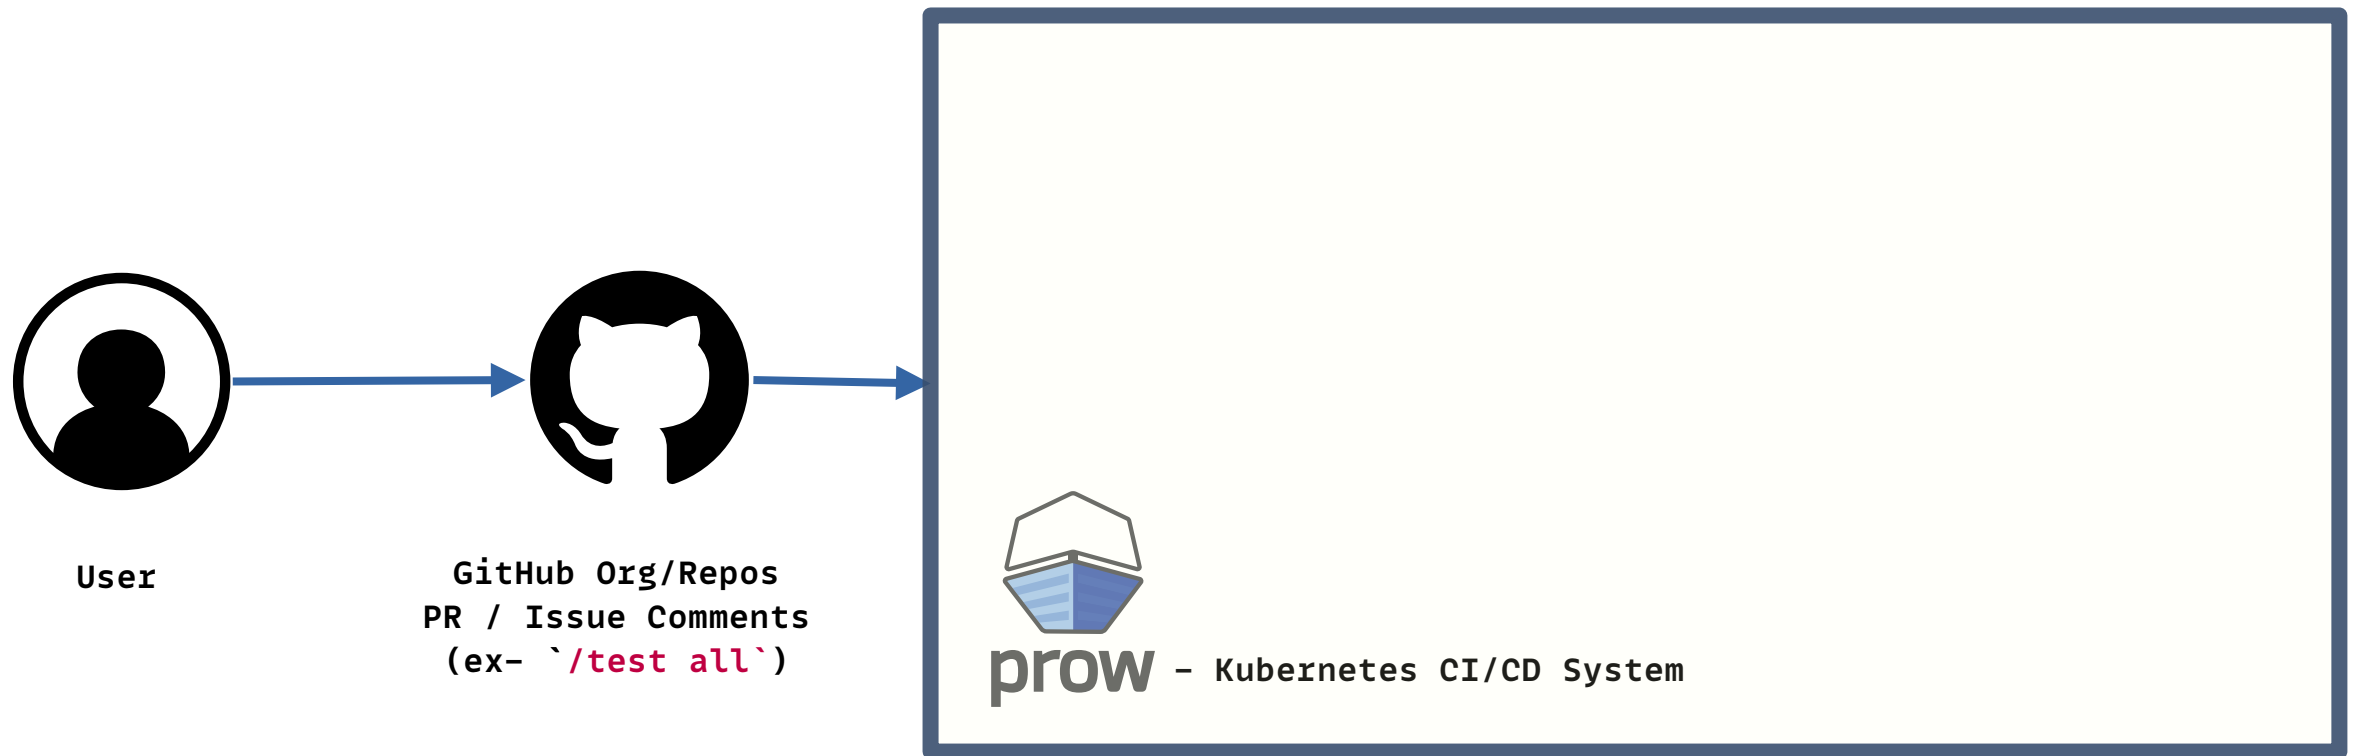 User
GitHub Org/Repos
PR / Issue Comments
(ex- `/test all`)
prow - Kubernetes CI/CD System